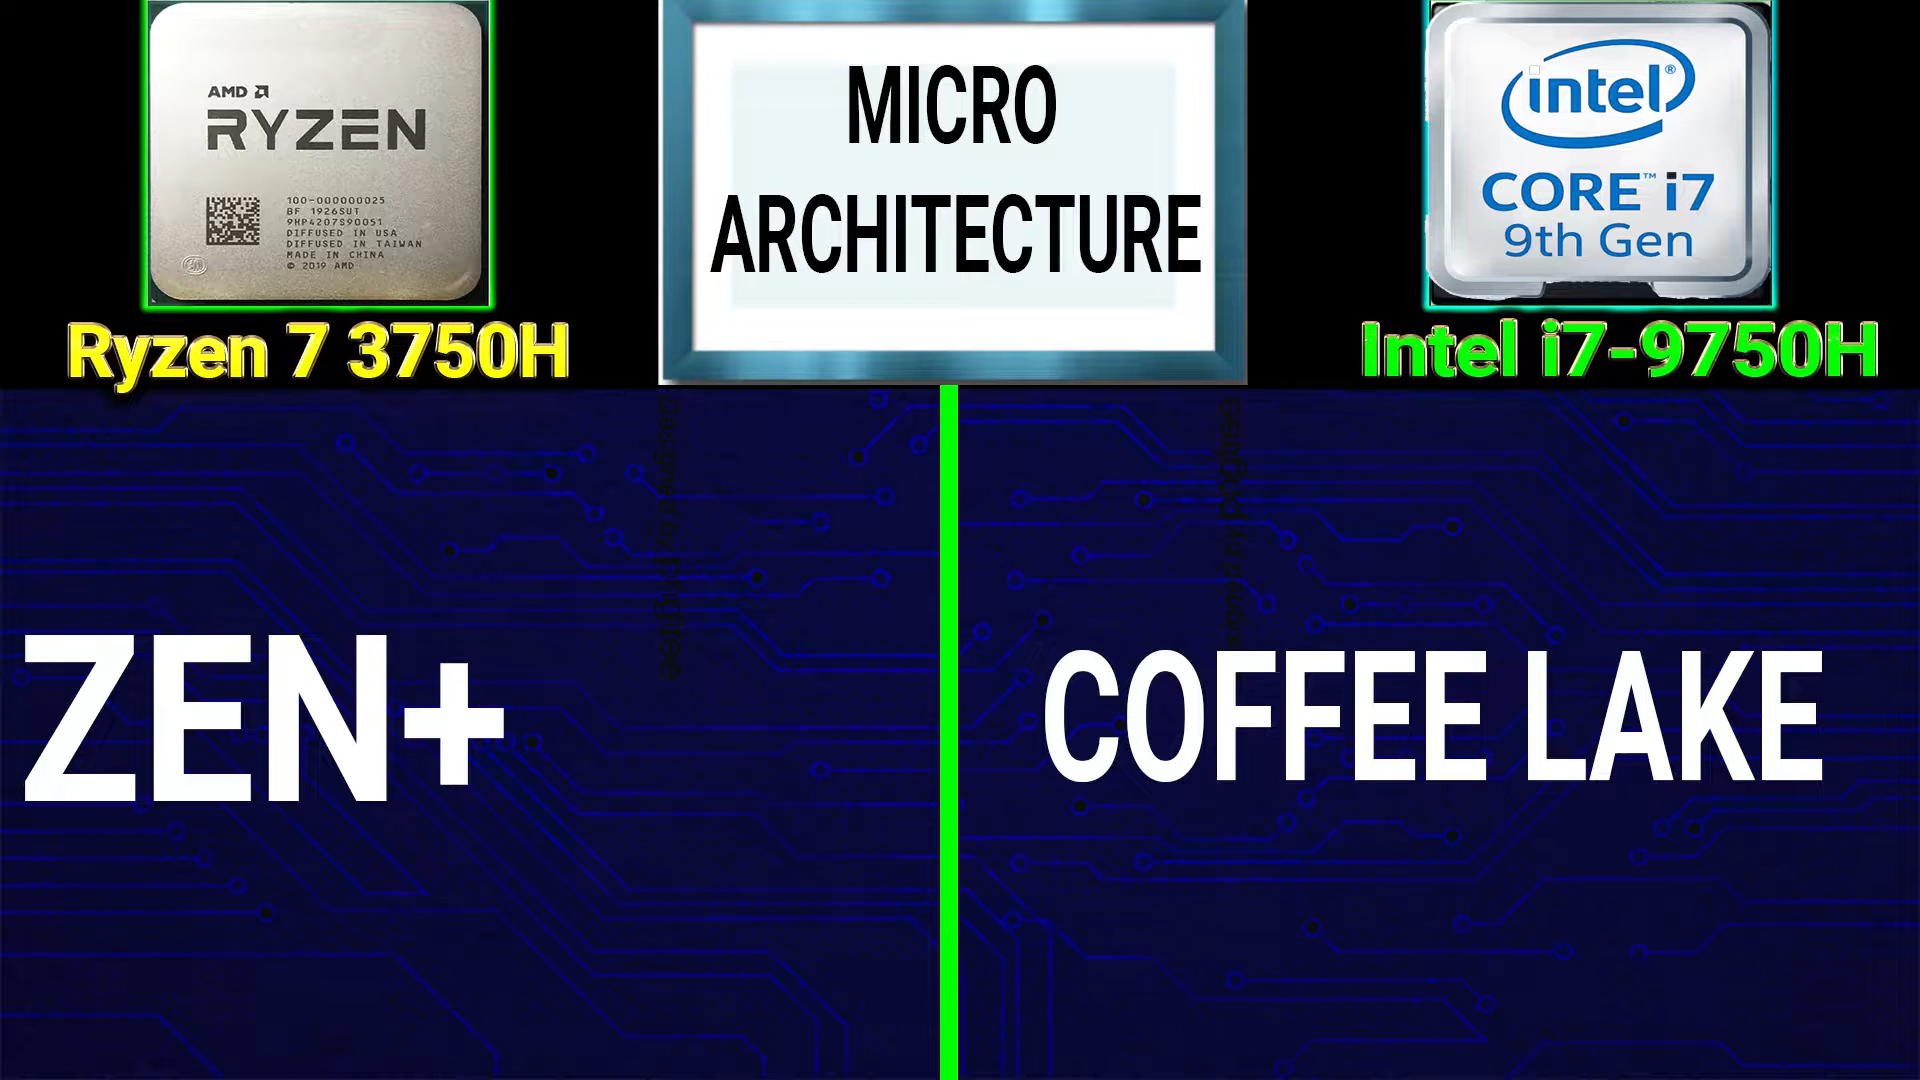 AMD
RYZEN
100-000000025
BF 1926SUT
9HP4207S90051
DIFFUSED IN USA
DIFFUSED IN TAIWAN
MADE IN CHINA
© 2019 AMD
Ryzen 7 3750H
MICRO
ARCHITECTURE
intel®
CORE™ i7
9th Gen
Intel i7-9750H
ZEN+
COFFEE LAKE